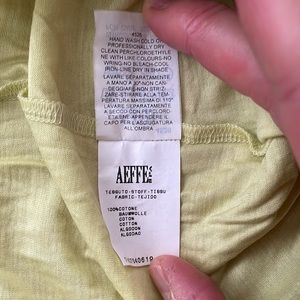 4126
HAND WASH COLD OR
PROFESSIONALLY DRY
CLEAN PERCHLOROETHYLE
NE-WITH LIKE COLOURS-NO
WRING-NO BLEACH-COOL
IRON-LINE DRY IN SHADE
LAVARE SEPARATAMENTE
A MANO A 30°-NON CAN-
DEGGIARE-NON STRIZ-
ZARE-STIRARE ALLA TEM-
PERATURA MASSIMA DI 110°
LAVARE A SECCO CON PERCLORO-
ETILENE APPENDERE IL
CAPO PER L'ASCIUGATURA
ALL'OMBRA
AEFFE
TESSUTO-STOFF-TISSU
FABRIC-TEJIDO
100%COTONE
BAUMWOLLE
COTON
COTTON
ALGODON
ALGODAO